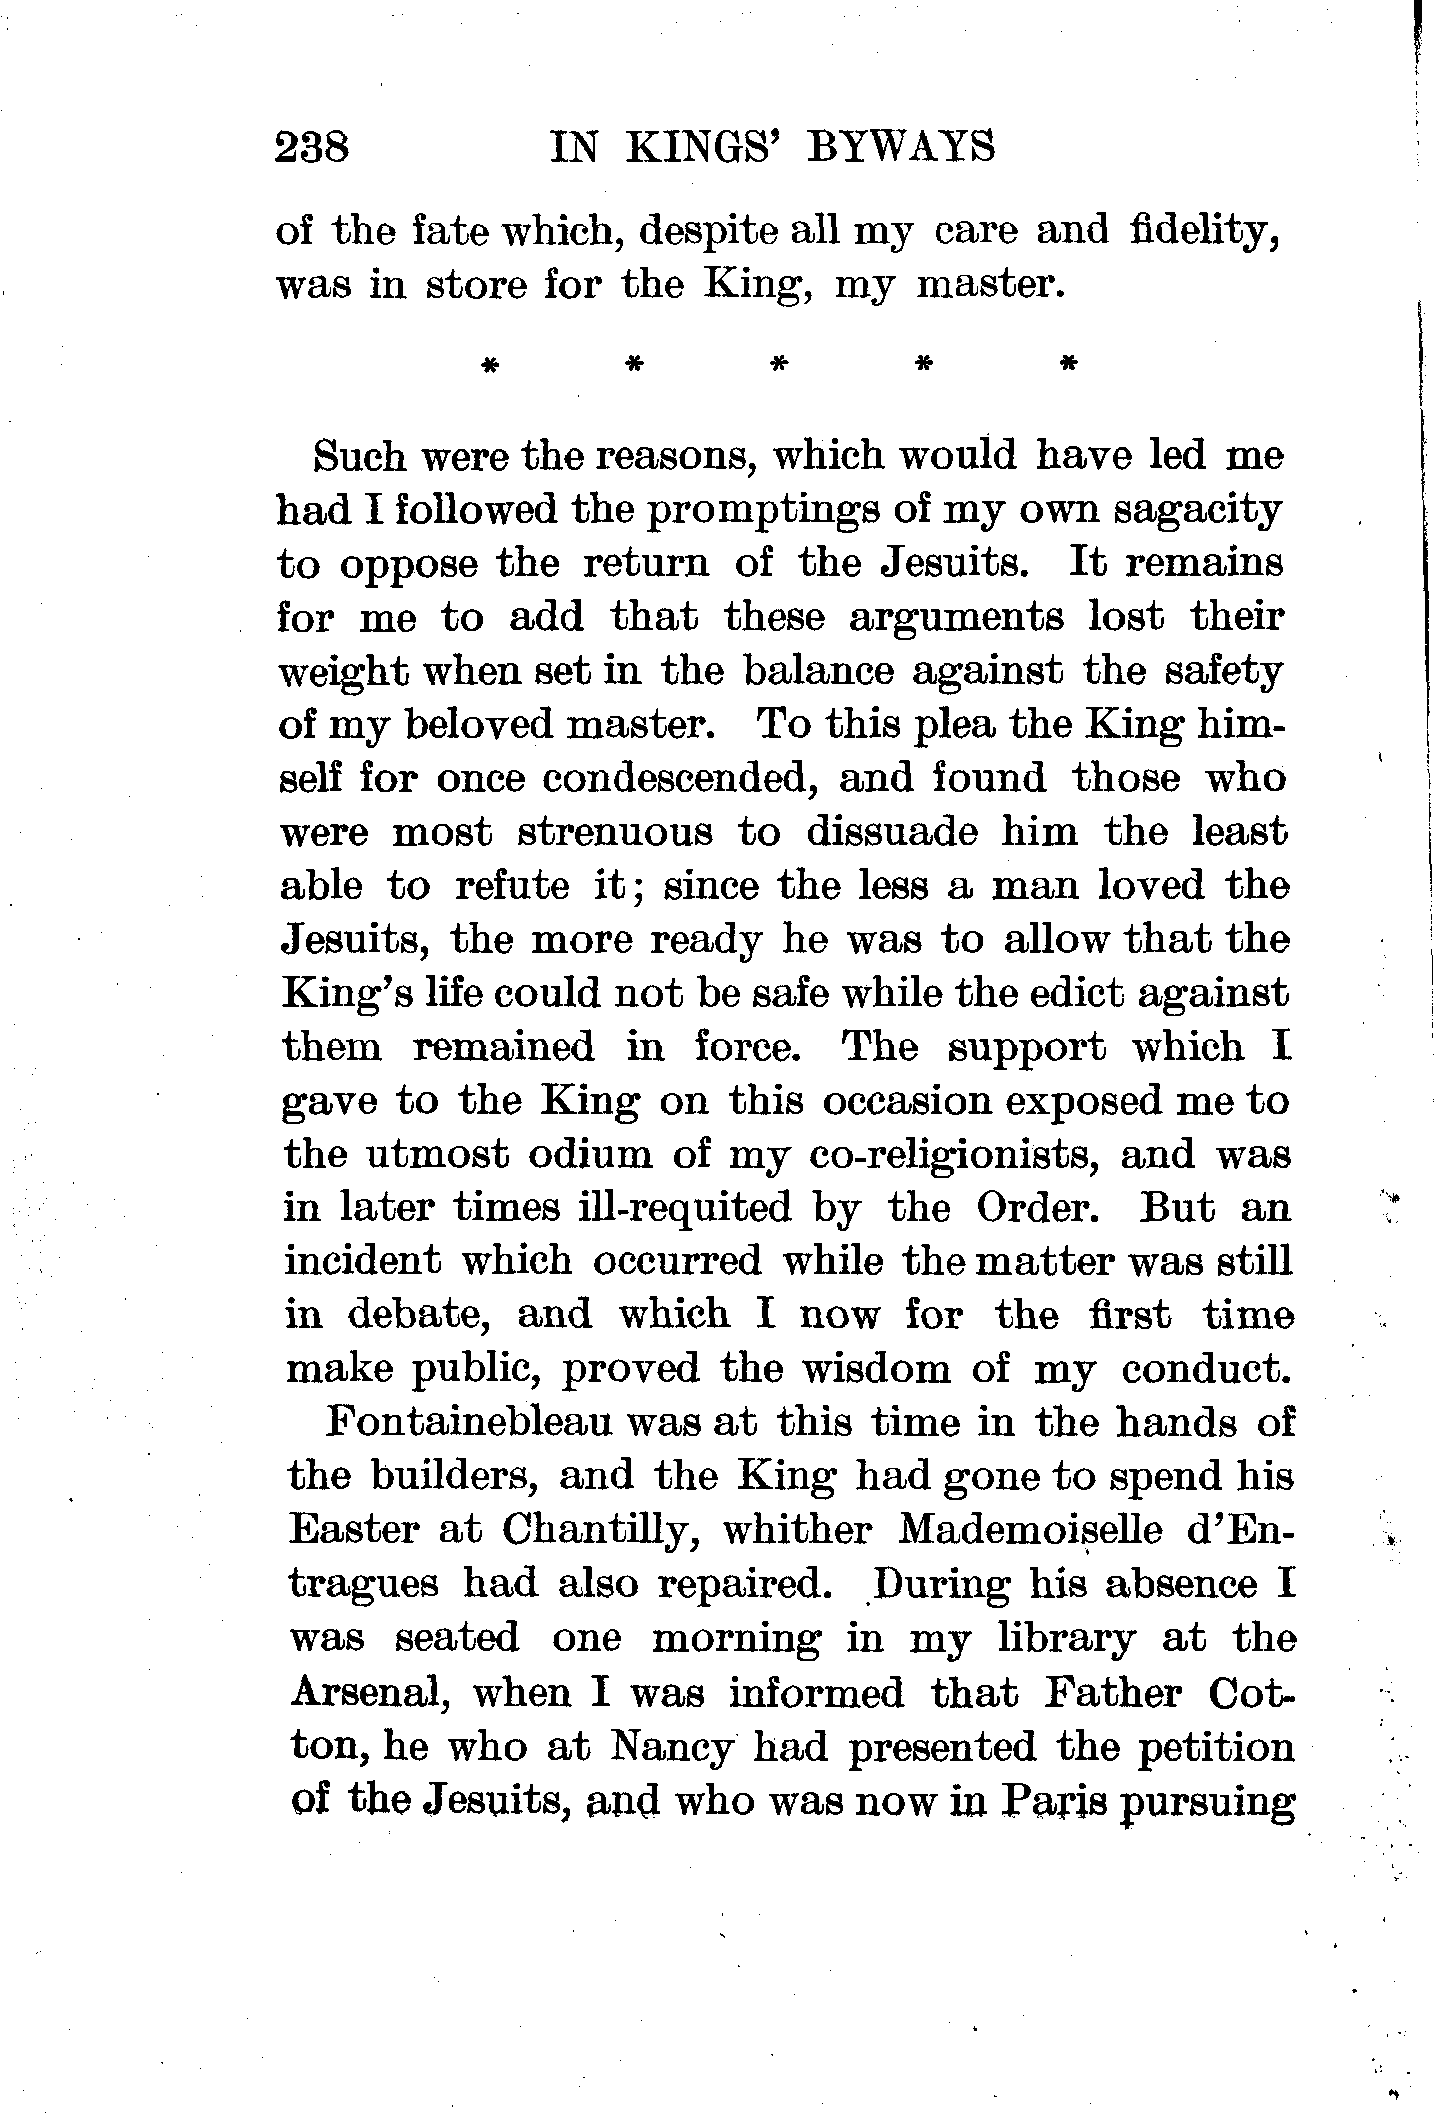 238 IN KINGS' BYWAYS
of the fate which, despite all my care and fidelity,
was in store for the King, my master.
* * * * *
Such were the reasons, which would have led me
had I followed the promptings of my own sagacity
to oppose the return of the Jesuits. It remains
for me to add that these arguments lost their
weight when set in the balance against the safety
of my beloved master. To this plea the King him-
self for once condescended, and found those who
were most strenuous to dissuade him the least
able to refute it; since the less a man loved the
Jesuits, the more ready he was to allow that the
King's life could not be safe while the edict against
them remained in force. The support which I
gave to the King on this occasion exposed me to
the utmost odium of my co-religionists, and was
in later times ill-requited by the Order. But an
incident which occurred while the matter was still
in debate, and which I now for the first time
make public, proved the wisdom of my conduct.
Fontainebleau was at this time in the hands of
the builders, and the King had gone to spend his
Easter at Chantilly, whither Mademoiselle d'En-
tragues had also repaired. During his absence I
was seated one morning in my library at the
Arsenal, when I was informed that Father Cot-
ton, he who at Nancy had presented the petition
of the Jesuits, and who was now in Paris pursuing